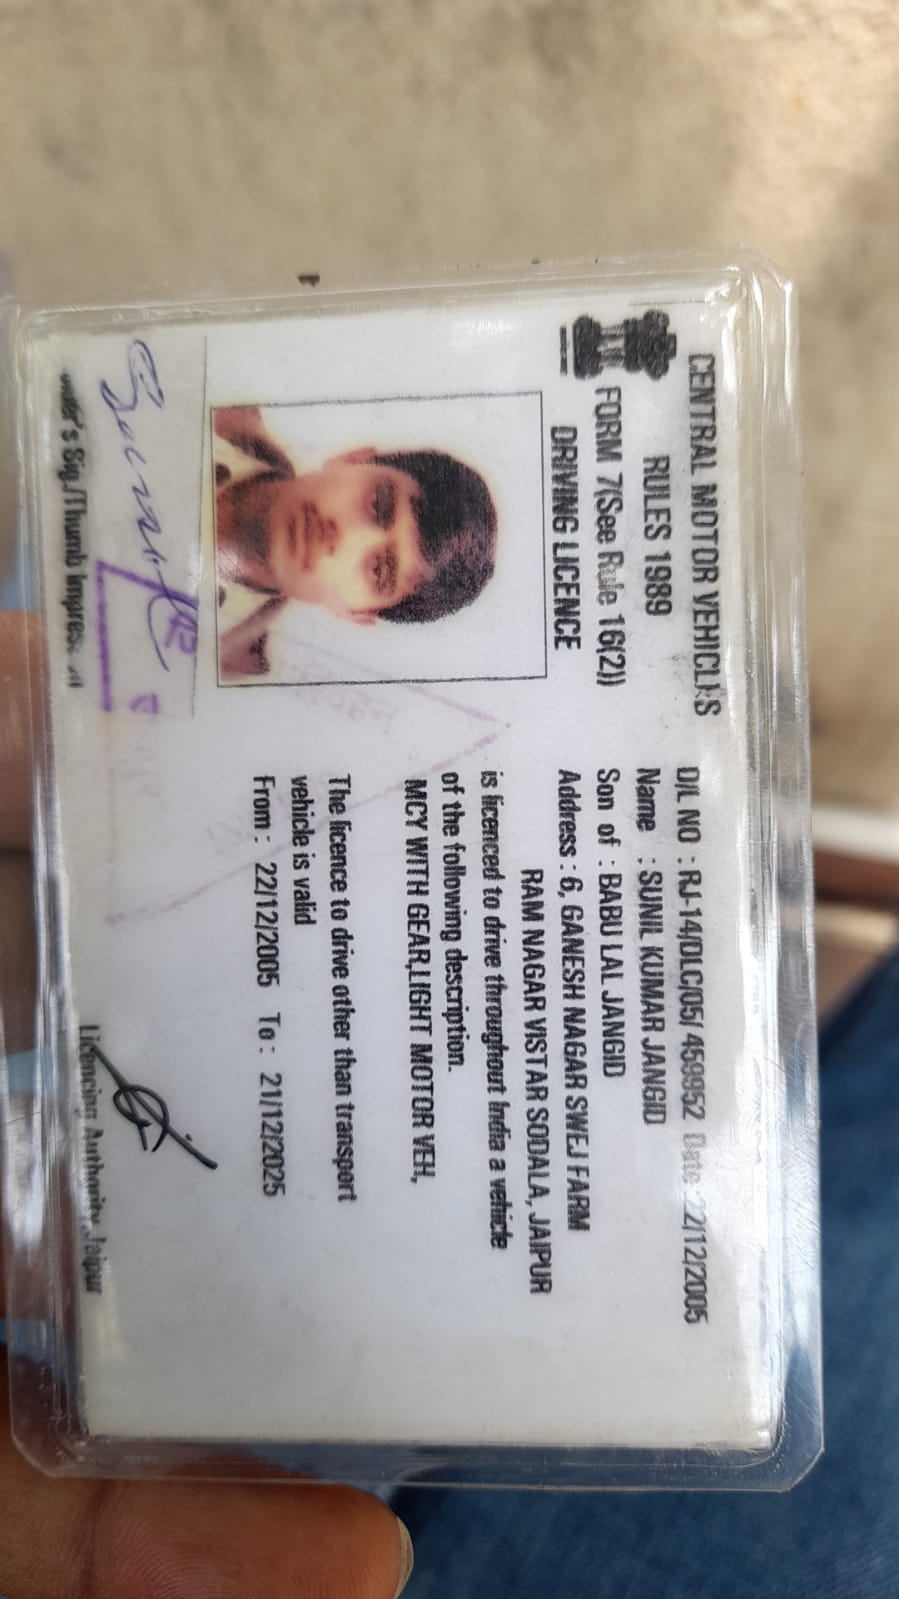 CENTRAL MOTOR VEHICLES
RULES 1989
FORM 7(See Rule 16(2))
DRIVING LICENCE
D/L NO : RJ-14/DLC/05/ 459952 Date 22/12/2005
Name : SUNIL KUMAR JANGID
Son of : BABU LAL JANGID
Address : 6, GANESH NAGAR SWEJ FARM
RAM NAGAR VISTAR SODALA, JAIPUR
is licenced to drive throughout India a vehicle
of the following description.
MCY WITH GEAR,LIGHT MOTOR VEH,
The licence to drive other than transport
vehicle is valid
From : 22/12/2005 To : 21/12/2025
Sig./Thumb
Licencing Authority, Jaipur